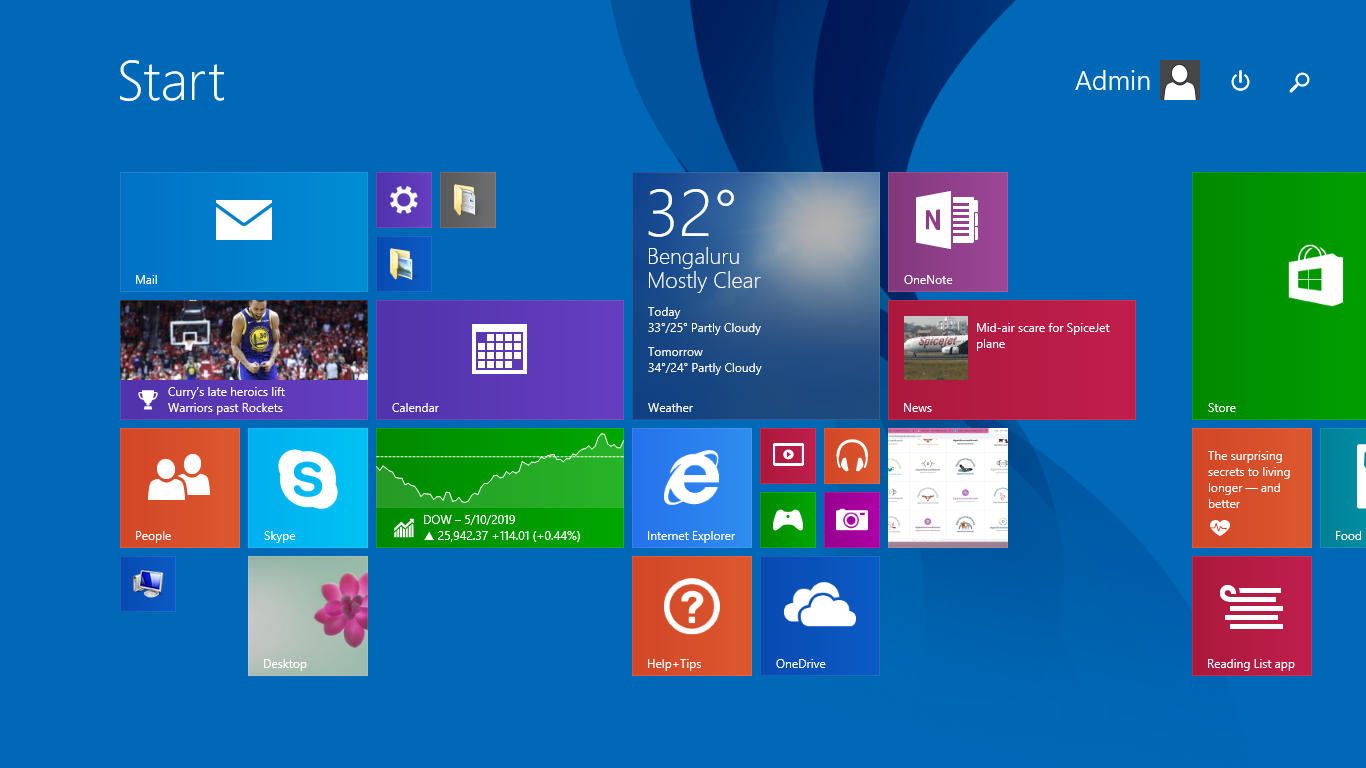 Start
Admin
Mail
Curry's late heroics lift
Warriors past Rockets
Calendar
32°
Bengaluru
Mostly Clear
Today
33°/25° Partly Cloudy
Tomorrow
34°/24° Partly Cloudy
Weather
N
OneNote
SpiceJet
Mid-air scare for SpiceJet
plane
News
Store
People
S
Skype
DOW – 5/10/2019
▲ 25,942.37 +114.01 (+0.44%)
Internet Explorer
The surprising
secrets to living
longer — and
better
Food
Desktop
?
Help+Tips
OneDrive
Reading List app